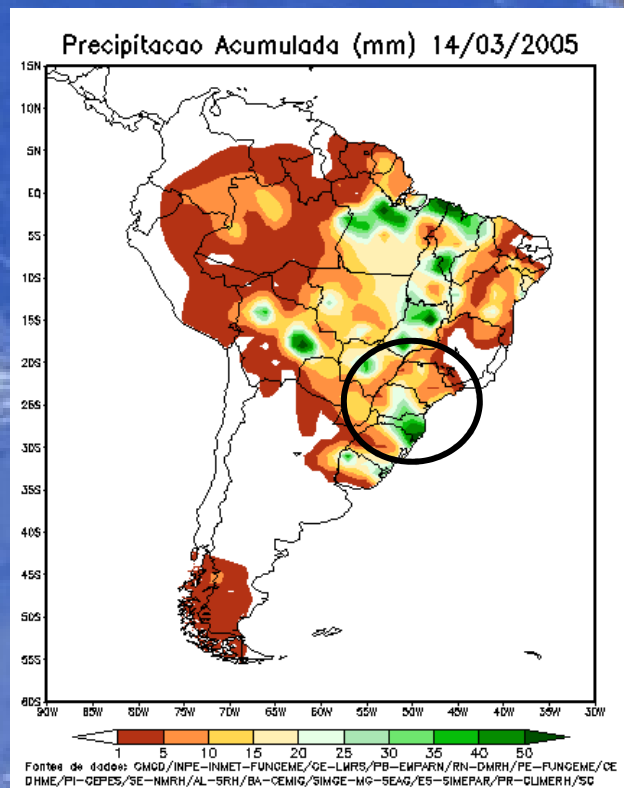 Precipitacao Acumulada (mm) 14/03/2005
15N
10N
5N
EQ
5S
10S
15S
20S
25S
30S
35S
40S
45S
50S
55S
60S
90W 85W 80W 75W 70W 65W 60W 55W 50W 45W 40W 35W 30W
1 5 10 15 20 25 30 35 40 50
Fontes de dados: CMCD/INPE-INMET-FUNCEME/CE-LMRS/PB-EMPARN/RN-DMRH/PE-FUNCEME/CE
DHME/PI-CEPES/SE-NMRH/AL-SRH/BA-CEMIG/SIMGE-MG-SEAG/ES-SIMEPAR/PR-CLIMERH/SC